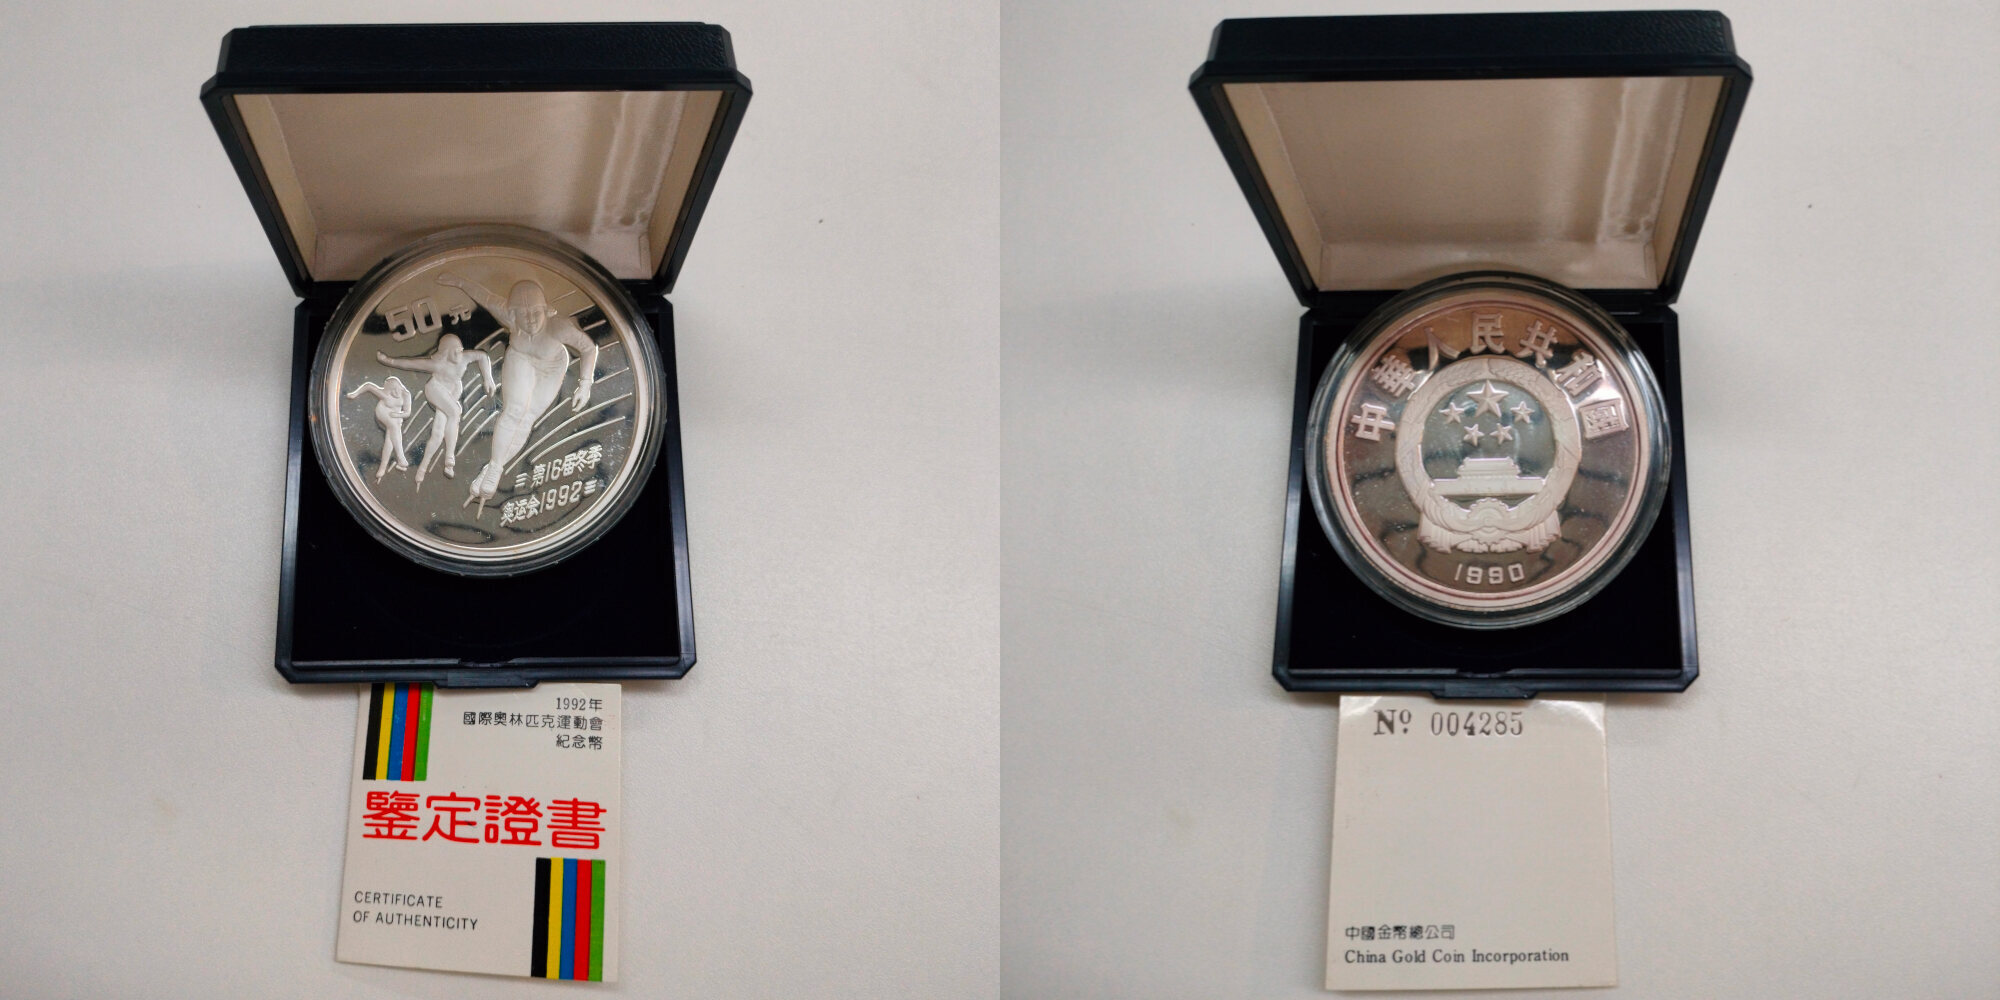 50元
第16届冬季
奥运会1992
1992年
國際奧林匹克運動會
紀念幣
鑒定證書
CERTIFICATE
OF AUTHENTICITY
中華人民共和國
1990
Nº 004285
中國金幣總公司
China Gold Coin Incorporation